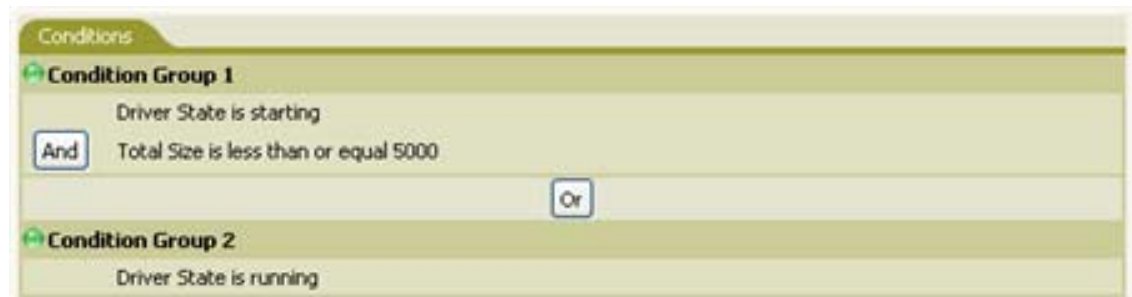 Conditions
Condition Group 1
Driver State is starting
And Total Size is less than or equal 5000
Or
Condition Group 2
Driver State is running